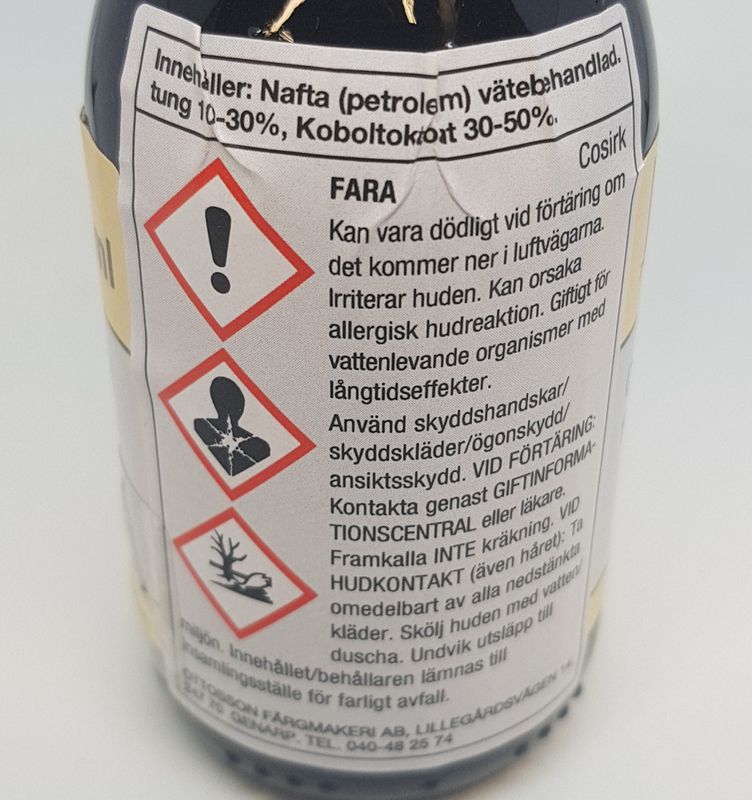 Innehåller: Nafta (petroleum) vätebehandlad.
tung 10-30%, Koboltoktoat 30-50%.
Cosirk
FARA
Kan vara dödligt vid förtäring om
det kommer ner i luftvägarna.
Irriterar huden. Kan orsaka
allergisk hudreaktion. Giftigt för
vattenlevande organismer med
långtidseffekter.
Använd skyddshandskar/
skyddskläder/ögonskydd/
ansiktsskydd. VID FÖRTÄRING:
Kontakta genast GIFTINFORMA-
TIONSCENTRAL eller läkare.
Framkalla INTE kräkning. VID
HUDKONTAKT (även håret): Ta
omedelbart av alla nedstänkta
kläder. Skölj huden med vatten/
duscha. Undvik utsläpp till
miljön. Innehållet/behållaren lämnas till
insamlingsställe för farligt avfall.
OTTOSSON FÄRGMAKERI AB, LILLEGÅRDSVÄGEN 14
247 70 GENARP. TEL. 040-48 25 74
ml